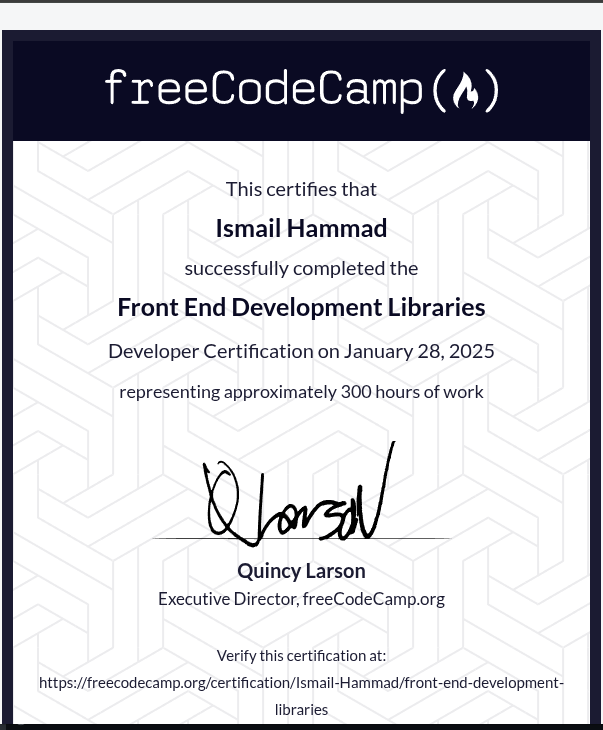 freeCodeCamp(🔥)
This certifies that
Ismail Hammad
successfully completed the
Front End Development Libraries
Developer Certification on January 28, 2025
representing approximately 300 hours of work
QLarson
Quincy Larson
Executive Director, freeCodeCamp.org
Verify this certification at:
https://freecodecamp.org/certification/Ismail-Hammad/front-end-development-
libraries